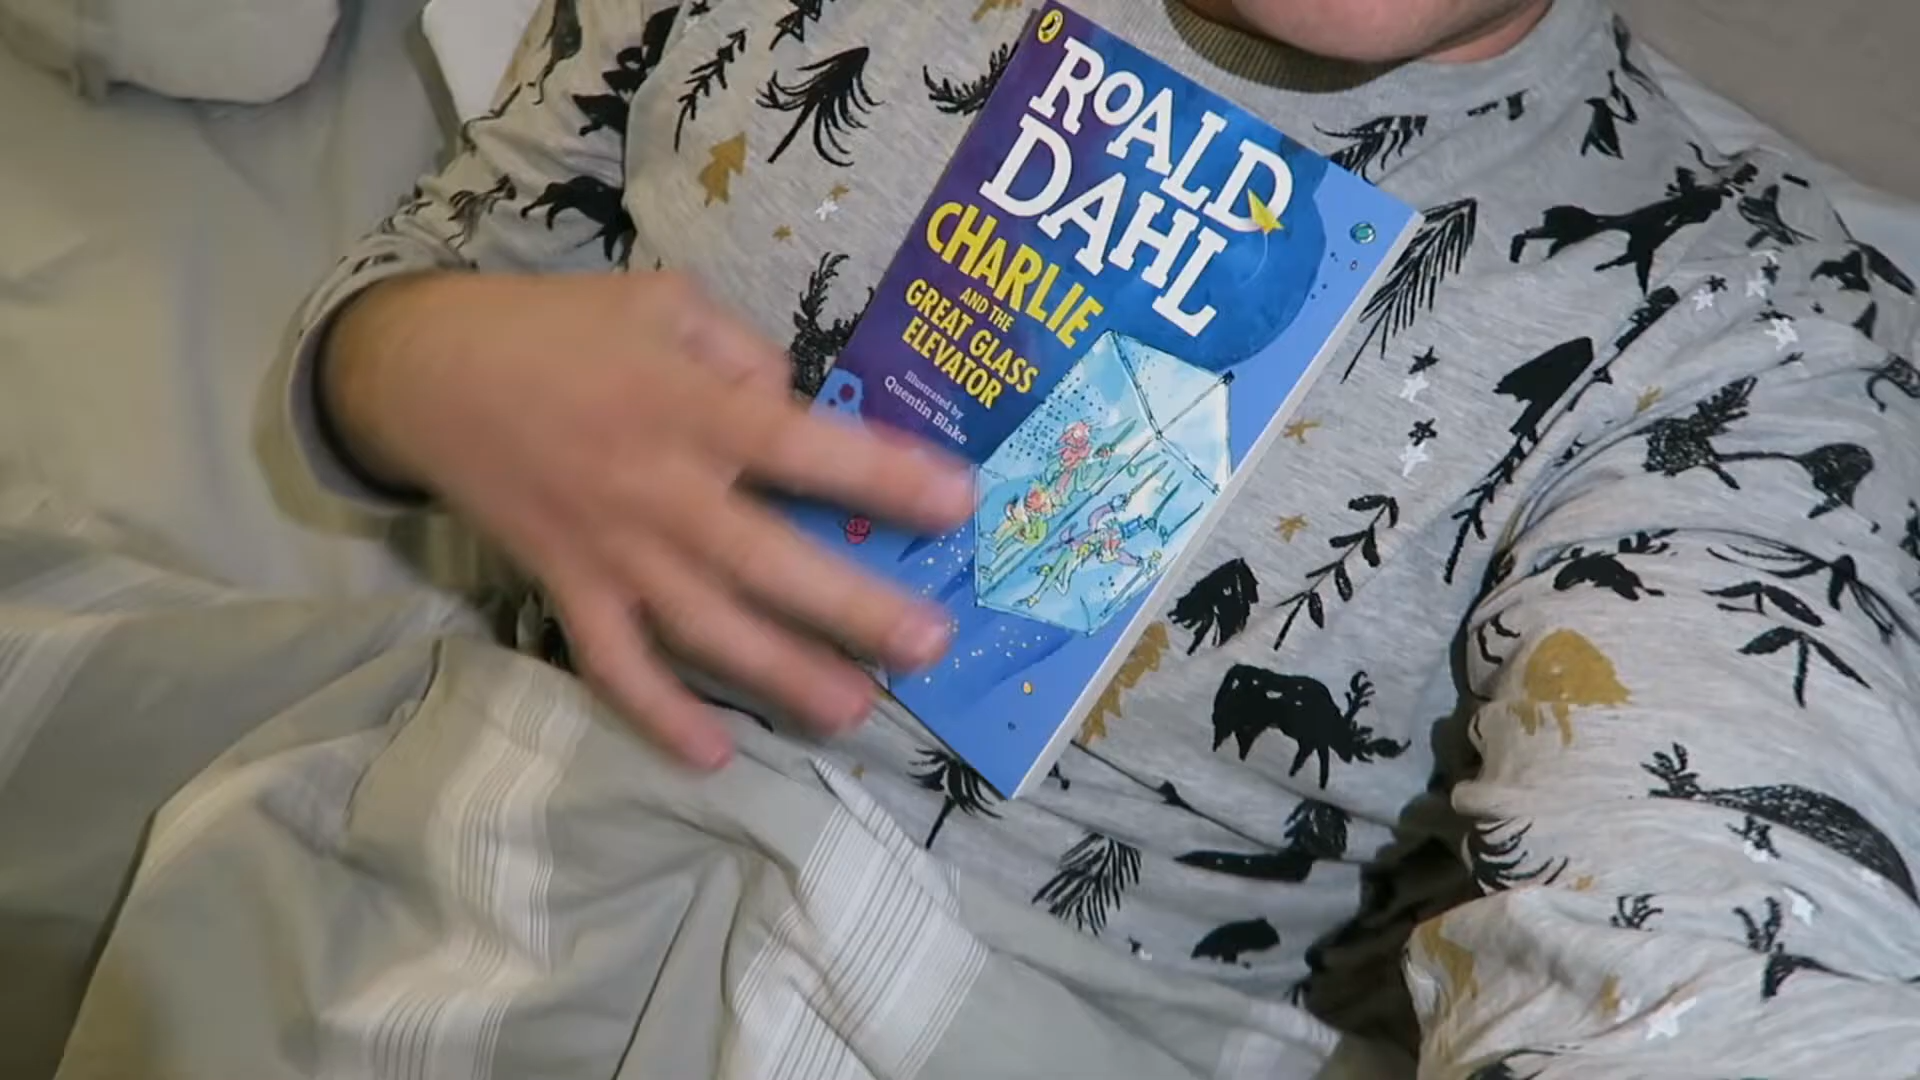 ROALD
DAHL
CHARLIE
AND THE
GREAT GLASS
ELEVATOR
Illustrated by
Quentin Blake